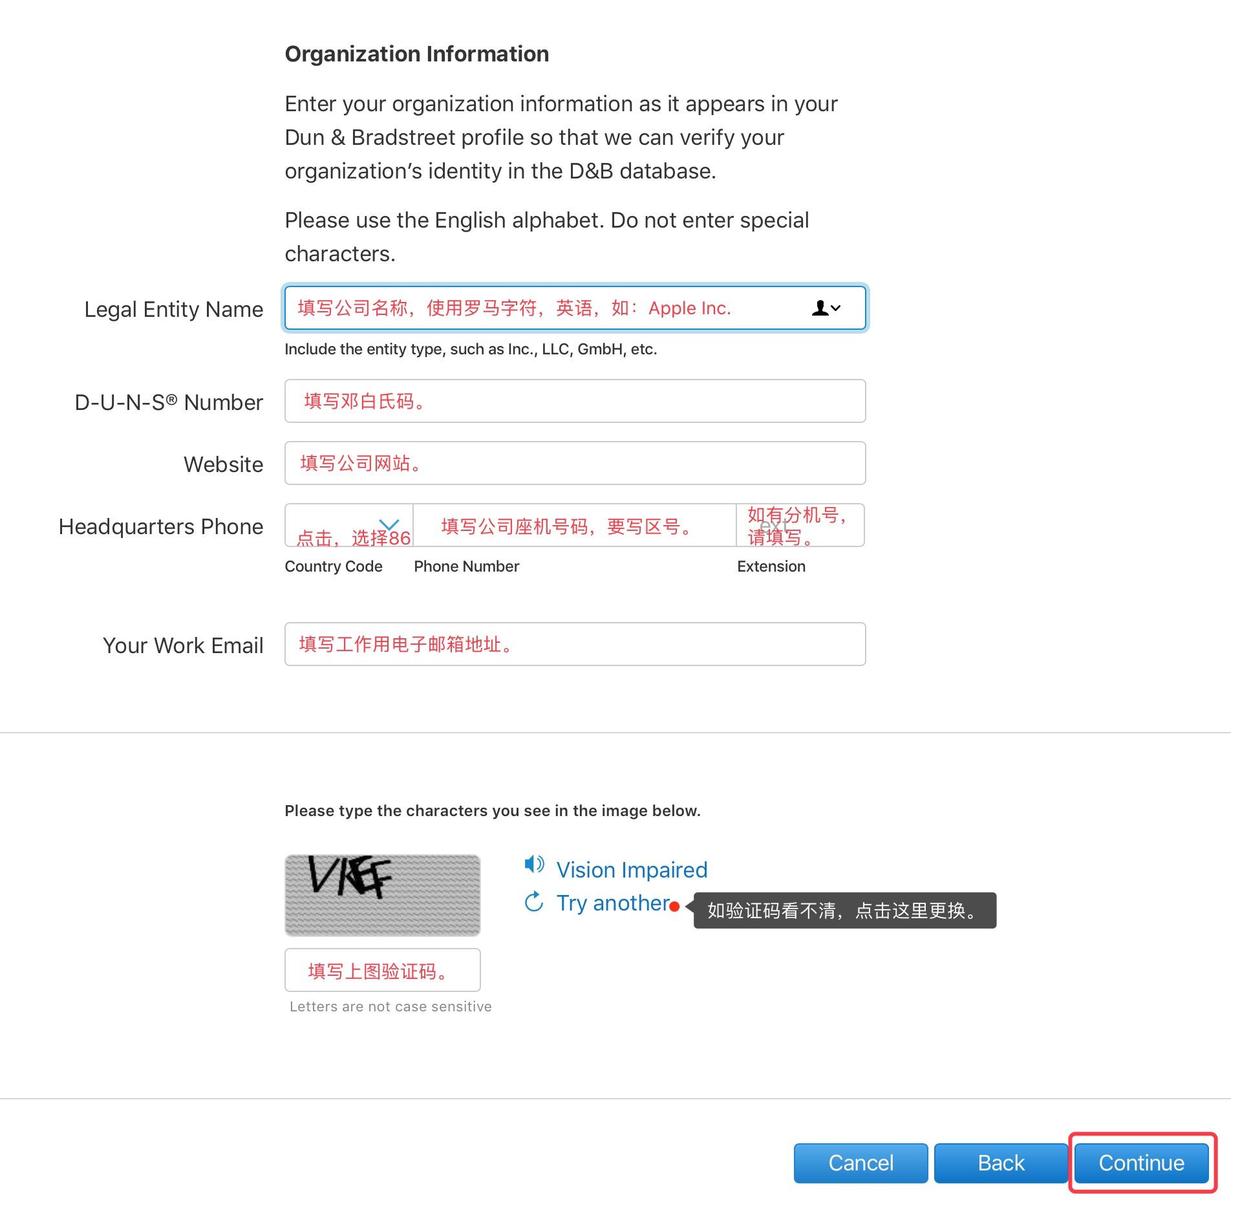 Organization Information
Enter your organization information as it appears in your
Dun & Bradstreet profile so that we can verify your
organization's identity in the D&B database.
Please use the English alphabet. Do not enter special
characters.
Legal Entity Name 填写公司名称，使用罗马字符，英语，如：Apple Inc.
Include the entity type, such as Inc., LLC, GmbH, etc.
D-U-N-S® Number 填写邓白氏码。
Website 填写公司网站。
Headquarters Phone 点击，选择86 填写公司座机号码，要写区号。 ext 如有分机号，
请填写。
Country Code Phone Number Extension
Your Work Email 填写工作用电子邮箱地址。
Please type the characters you see in the image below.
VKEF
Vision Impaired
Try another 如验证码看不清，点击这里更换。
填写上图验证码。
Letters are not case sensitive
Cancel Back Continue